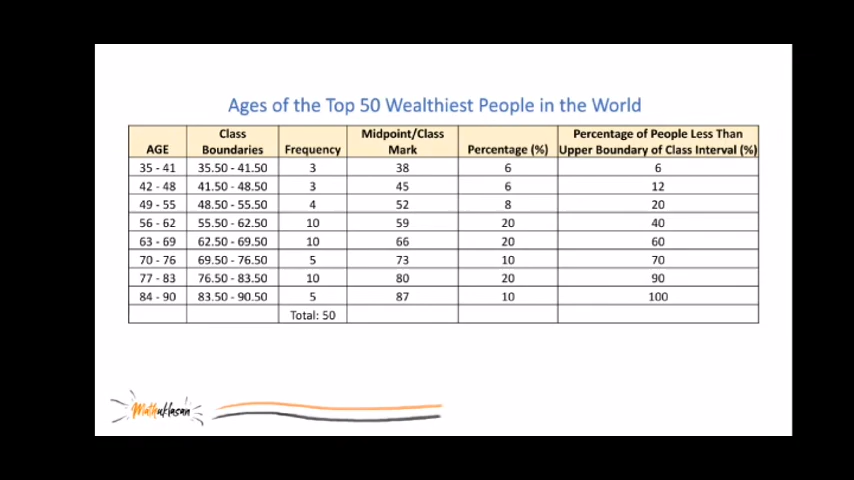 Ages of the Top 50 Wealthiest People in the World
AGE Class Boundaries Frequency Midpoint/Class Mark Percentage (%) Percentage of People Less Than Upper Boundary of Class Interval (%)
35 - 41 35.50 - 41.50 3 38 6 6
42 - 48 41.50 - 48.50 3 45 6 12
49 - 55 48.50 - 55.50 4 52 8 20
56 - 62 55.50 - 62.50 10 59 20 40
63 - 69 62.50 - 69.50 10 66 20 60
70 - 76 69.50 - 76.50 5 73 10 70
77 - 83 76.50 - 83.50 10 80 20 90
84 - 90 83.50 - 90.50 5 87 10 100
Total: 50
Mathuklasan